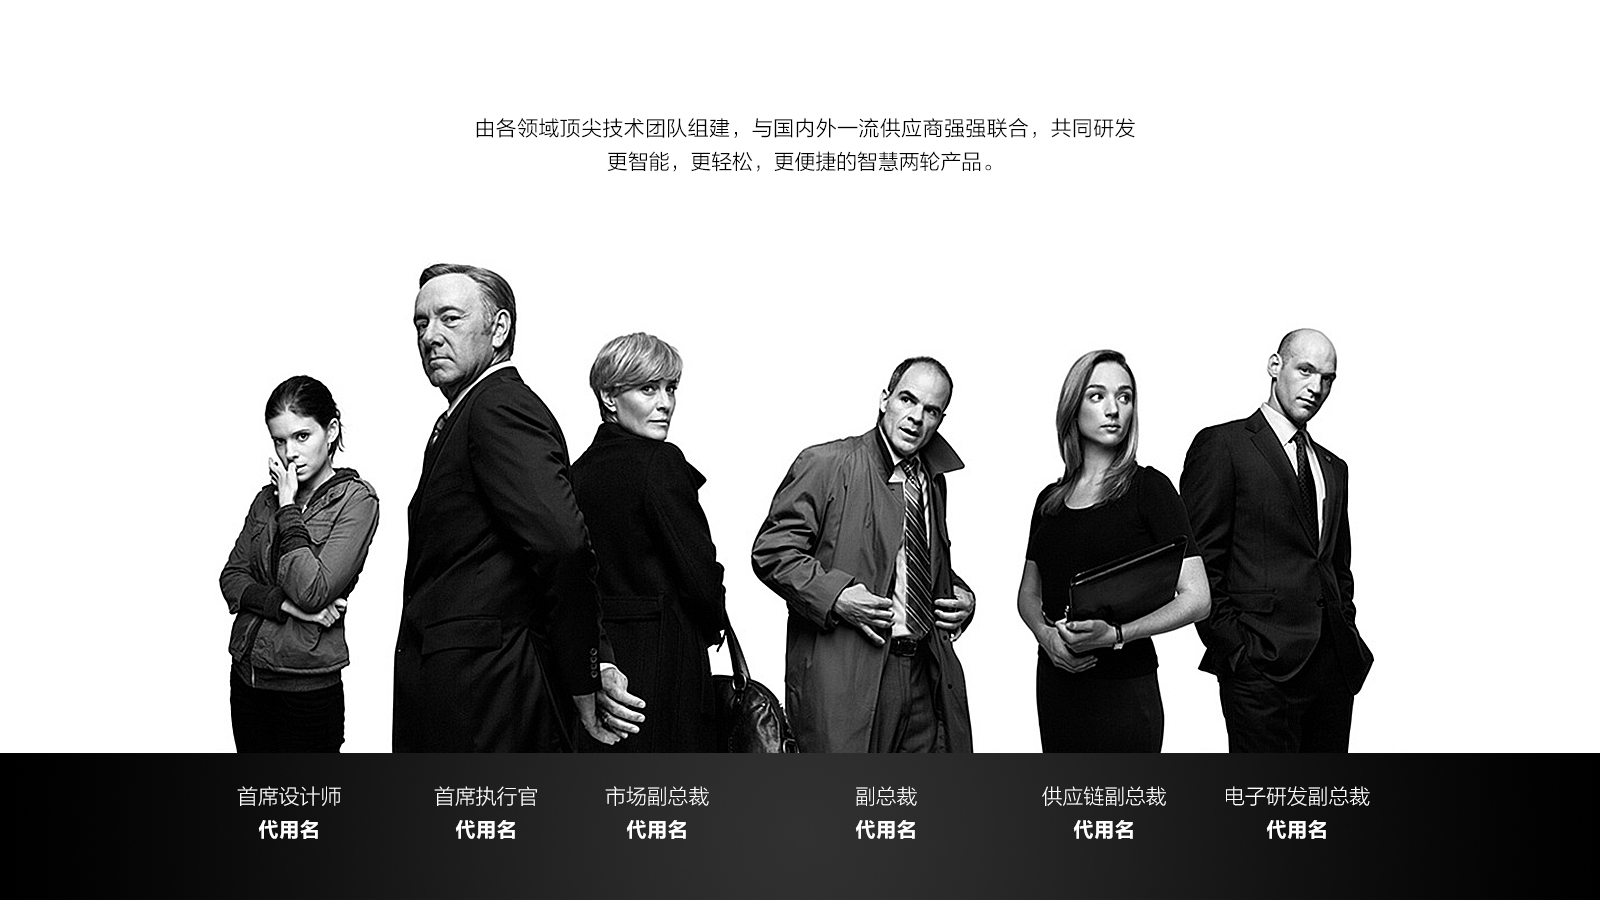 由各领域顶尖技术团队组建，与国内外一流供应商强强联合，共同研发
更智能，更轻松，更便捷的智慧两轮产品。
首席设计师
代用名
首席执行官
代用名
市场副总裁
代用名
副总裁
代用名
供应链副总裁
代用名
电子研发副总裁
代用名